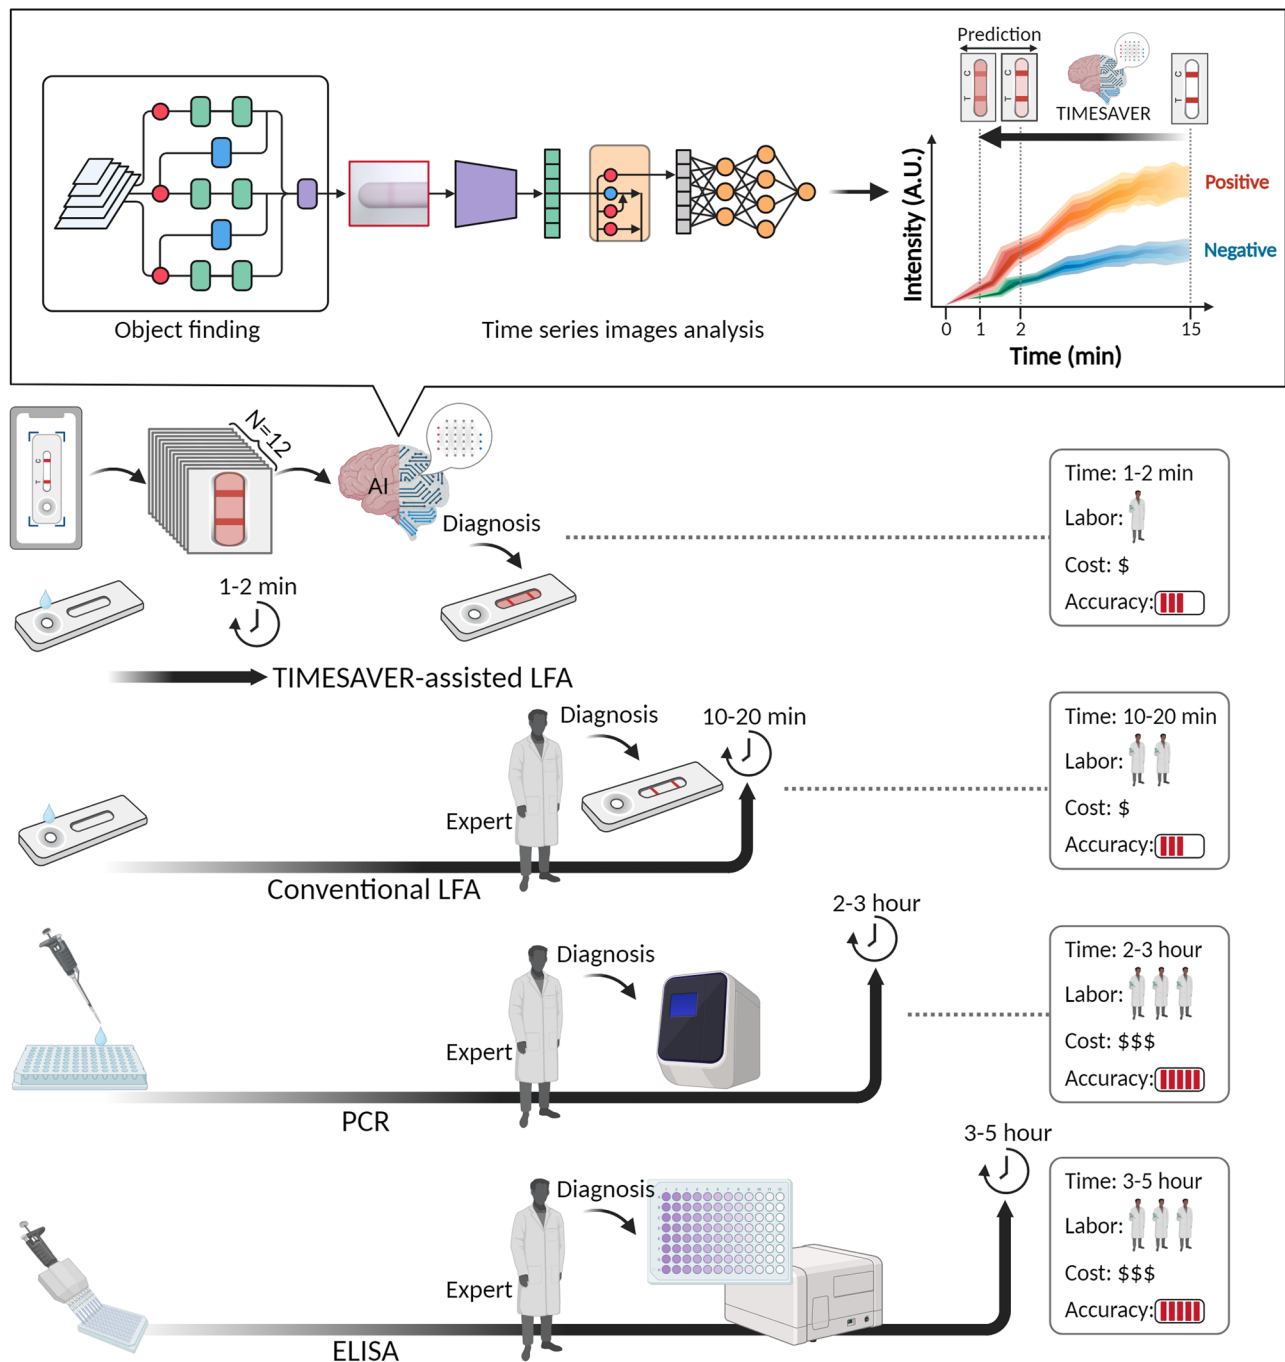 Prediction
C
T
C
T
C
T
TIMESAVER
Intensity (A.U.)
Positive
Negative
0
1
2
15
Time (min)
Object finding
Time series images analysis
C
T
N=12
AI
Diagnosis
1-2 min
TIMESAVER-assisted LFA
Time: 1-2 min
Labor:
Cost: $
Accuracy:
Diagnosis
10-20 min
Expert
Conventional LFA
Time: 10-20 min
Labor:
Cost: $
Accuracy:
2-3 hour
Diagnosis
Expert
PCR
Time: 2-3 hour
Labor:
Cost: $$$
Accuracy:
3-5 hour
Diagnosis
Expert
ELISA
Time: 3-5 hour
Labor:
Cost: $$$
Accuracy: